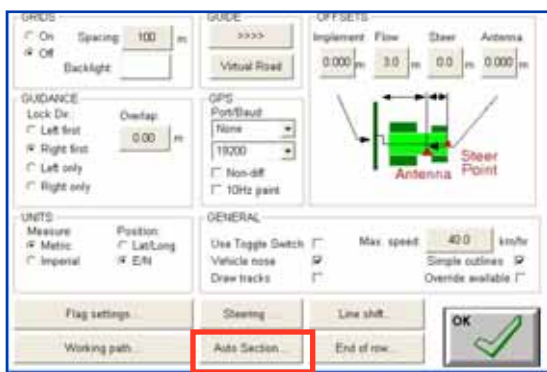 GRIDS
On Spacing: 100 m
Off
Backlight:
GUIDE
>>>>
Virtual Road
OFFSETS
Implement Flow Steer Antenna
0.000 m 3.0 m 0.0 m 0.000 m
Antenna
Steer
Point
GUIDANCE
Lock Dir.: Overlap:
Left first 0.00 m
Right first
Left only
Right only
GPS
Port/Baud
None
19200
Non-diff
10Hz paint
UNITS
Measure Position:
Metric Lat/Long
Imperial E/N
GENERAL
Use Toggle Switch Max. speed: 40.0 km/hr
Vehicle nose Simple outlines
Draw tracks Override available
Flag settings... Steering... Line shift...
Working path... Auto Section... End of row...
OK